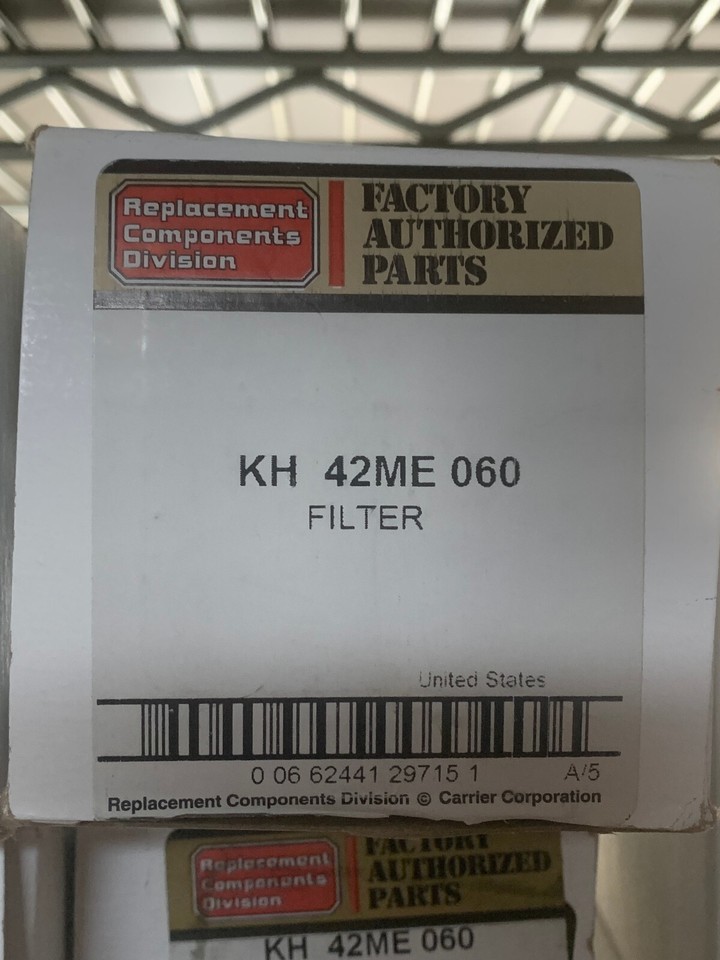 Replacement
Components
Division
FACTORY
AUTHORIZED
PARTS
KH 42ME 060
FILTER
United States
0 06 62441 29715 1
A/5
Replacement Components Division © Carrier Corporation
Replacement
Components
Division
FACTORY
AUTHORIZED
PARTS
KH 42ME 060